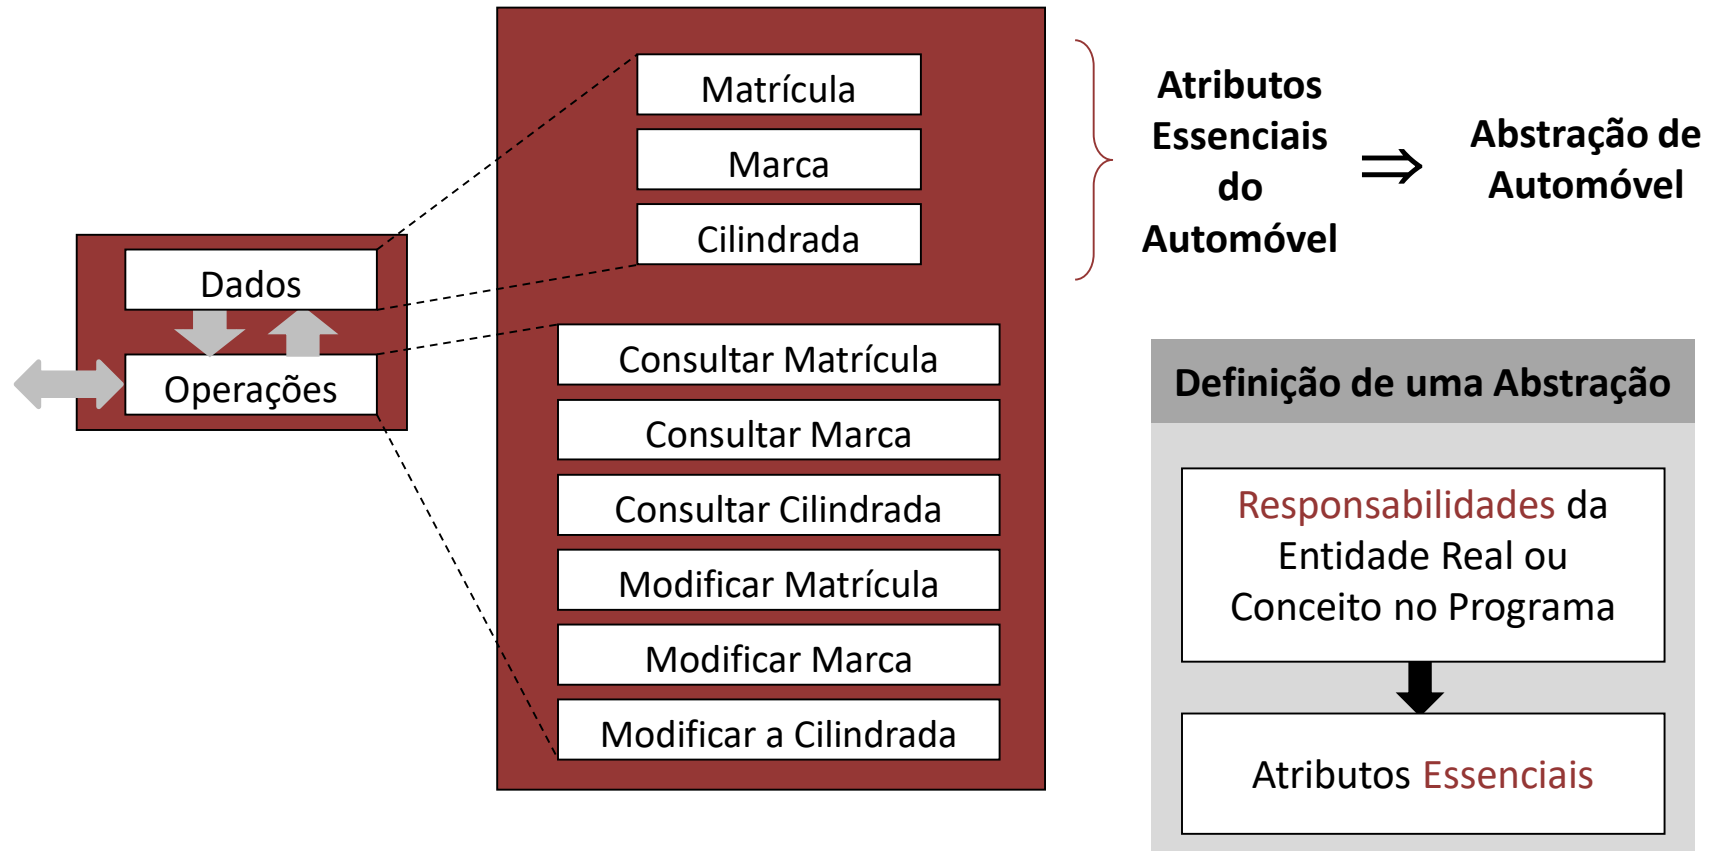 Dados
Operações
Matrícula
Marca
Cilindrada
Consultar Matrícula
Consultar Marca
Consultar Cilindrada
Modificar Matrícula
Modificar Marca
Modificar a Cilindrada
Atributos
Essenciais
do
Automóvel
⇒
Abstração de
Automóvel
Definição de uma Abstração
Responsabilidades da
Entidade Real ou
Conceito no Programa
Atributos Essenciais